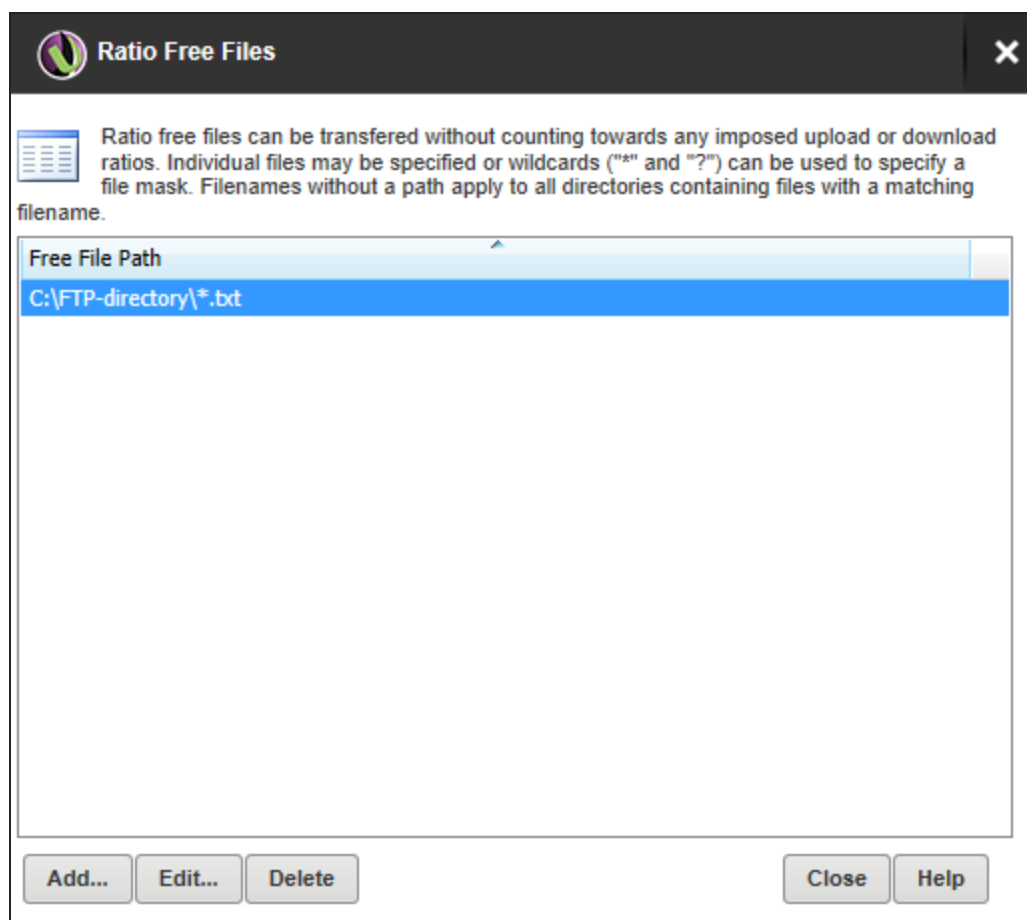 Ratio Free Files
Ratio free files can be transfered without counting towards any imposed upload or download
ratios. Individual files may be specified or wildcards ("*" and "?") can be used to specify a
file mask. Filenames without a path apply to all directories containing files with a matching
filename.
Free File Path
C:\FTP-directory\*.txt
Add... Edit... Delete Close Help